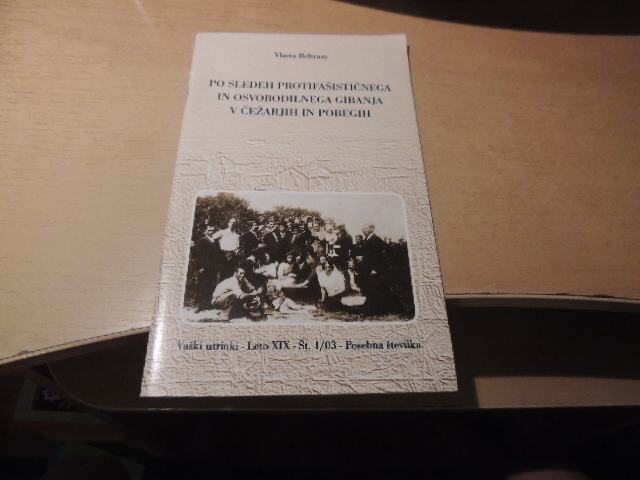 Vlasta Beltram
PO SLEDEH PROTIFAŠISTIČNEGA
IN OSVOBODILNEGA GIBANJA
V ČEŽARJIH IN POBEGIH
Vaški utrinki - Leto XIX - Št. 1/03 - Posebna številka